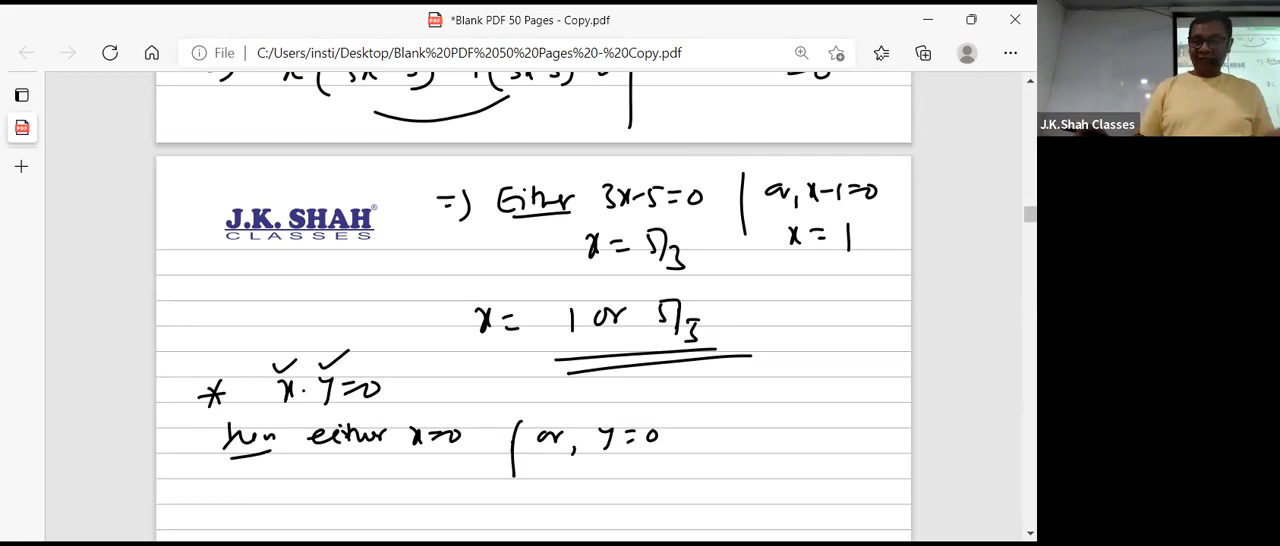 *Blank PDF 50 Pages - Copy.pdf
File C:/Users/insti/Desktop/Blank%20PDF%2050%20Pages%20-%20Copy.pdf
J.K.Shah Classes
=) Either 3x-5=0 | or, x-1=0
x = 5/3 x = 1
J.K. SHAH®
CLASSES
x = 1 or 5/3
* x . y =0
then either x=0 | or, y=0